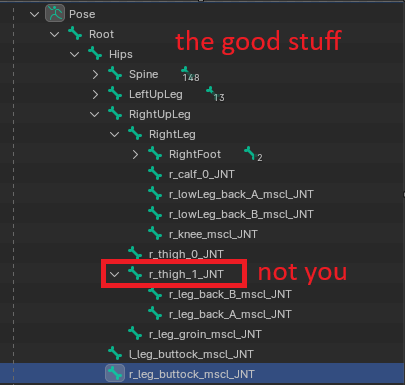 Pose
Root
the good stuff
Hips
Spine 148
LeftUpLeg 13
RightUpLeg
RightLeg
RightFoot 2
r_calf_0_JNT
r_lowLeg_back_A_mscl_JNT
r_lowLeg_back_B_mscl_JNT
r_knee_mscl_JNT
r_thigh_0_JNT
r_thigh_1_JNT not you
r_leg_back_B_mscl_JNT
r_leg_back_A_mscl_JNT
r_leg_groin_mscl_JNT
l_leg_buttock_mscl_JNT
r_leg_buttock_mscl_JNT